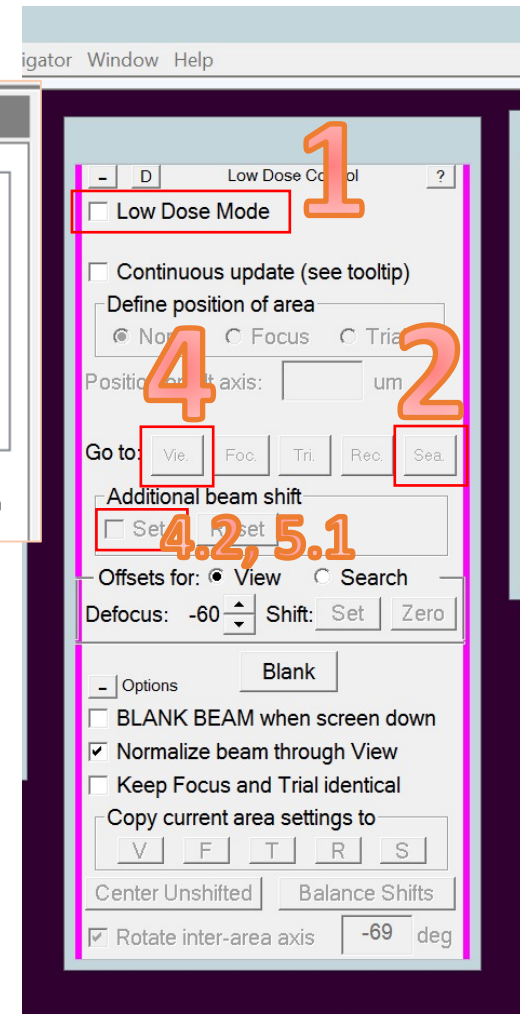 igator Window Help
1
- D Low Dose Control ?
Low Dose Mode
Continuous update (see tooltip)
Define position of area
Focus
4 2
axis: um
Go to: Vie. Foc. Tri. Rec. Sea.
Additional beam shift
Set Reset
4.2, 5.1
Offsets for: View Search
Defocus: -60 Shift: Set Zero
Blank
- Options
BLANK BEAM when screen down
Normalize beam through View
Keep Focus and Trial identical
Copy current area settings to
V F T R S
Center Unshifted Balance Shifts
Rotate inter-area axis -69 deg